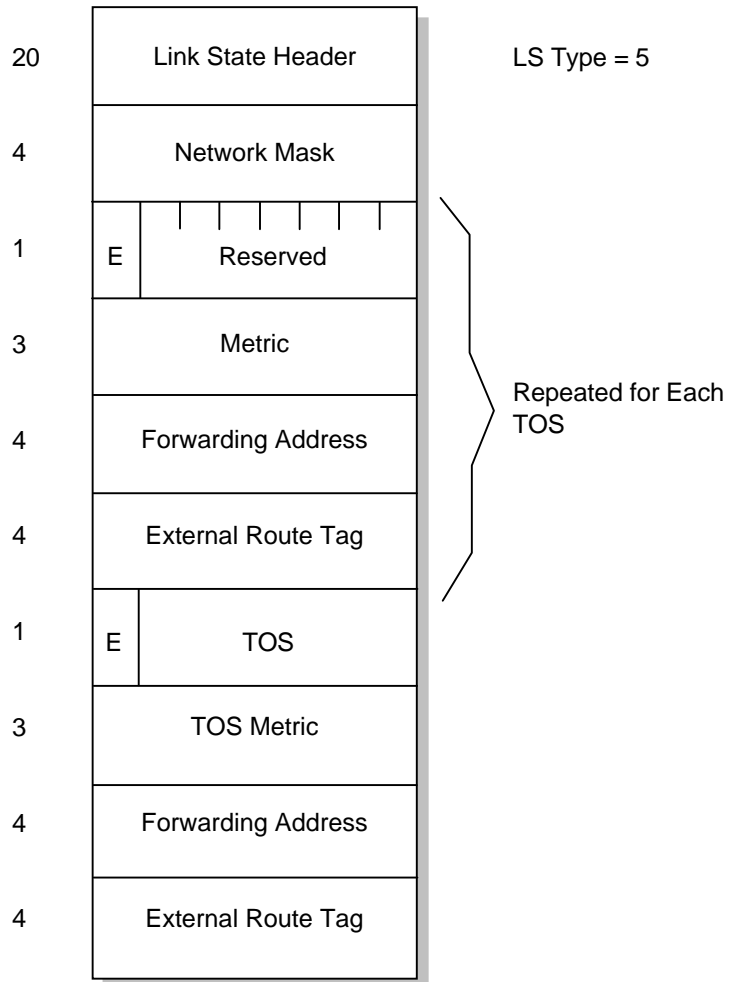 20 Link State Header LS Type = 5
4 Network Mask
1 E Reserved
3 Metric
Repeated for Each
TOS
4 Forwarding Address
4 External Route Tag
1 E TOS
3 TOS Metric
4 Forwarding Address
4 External Route Tag